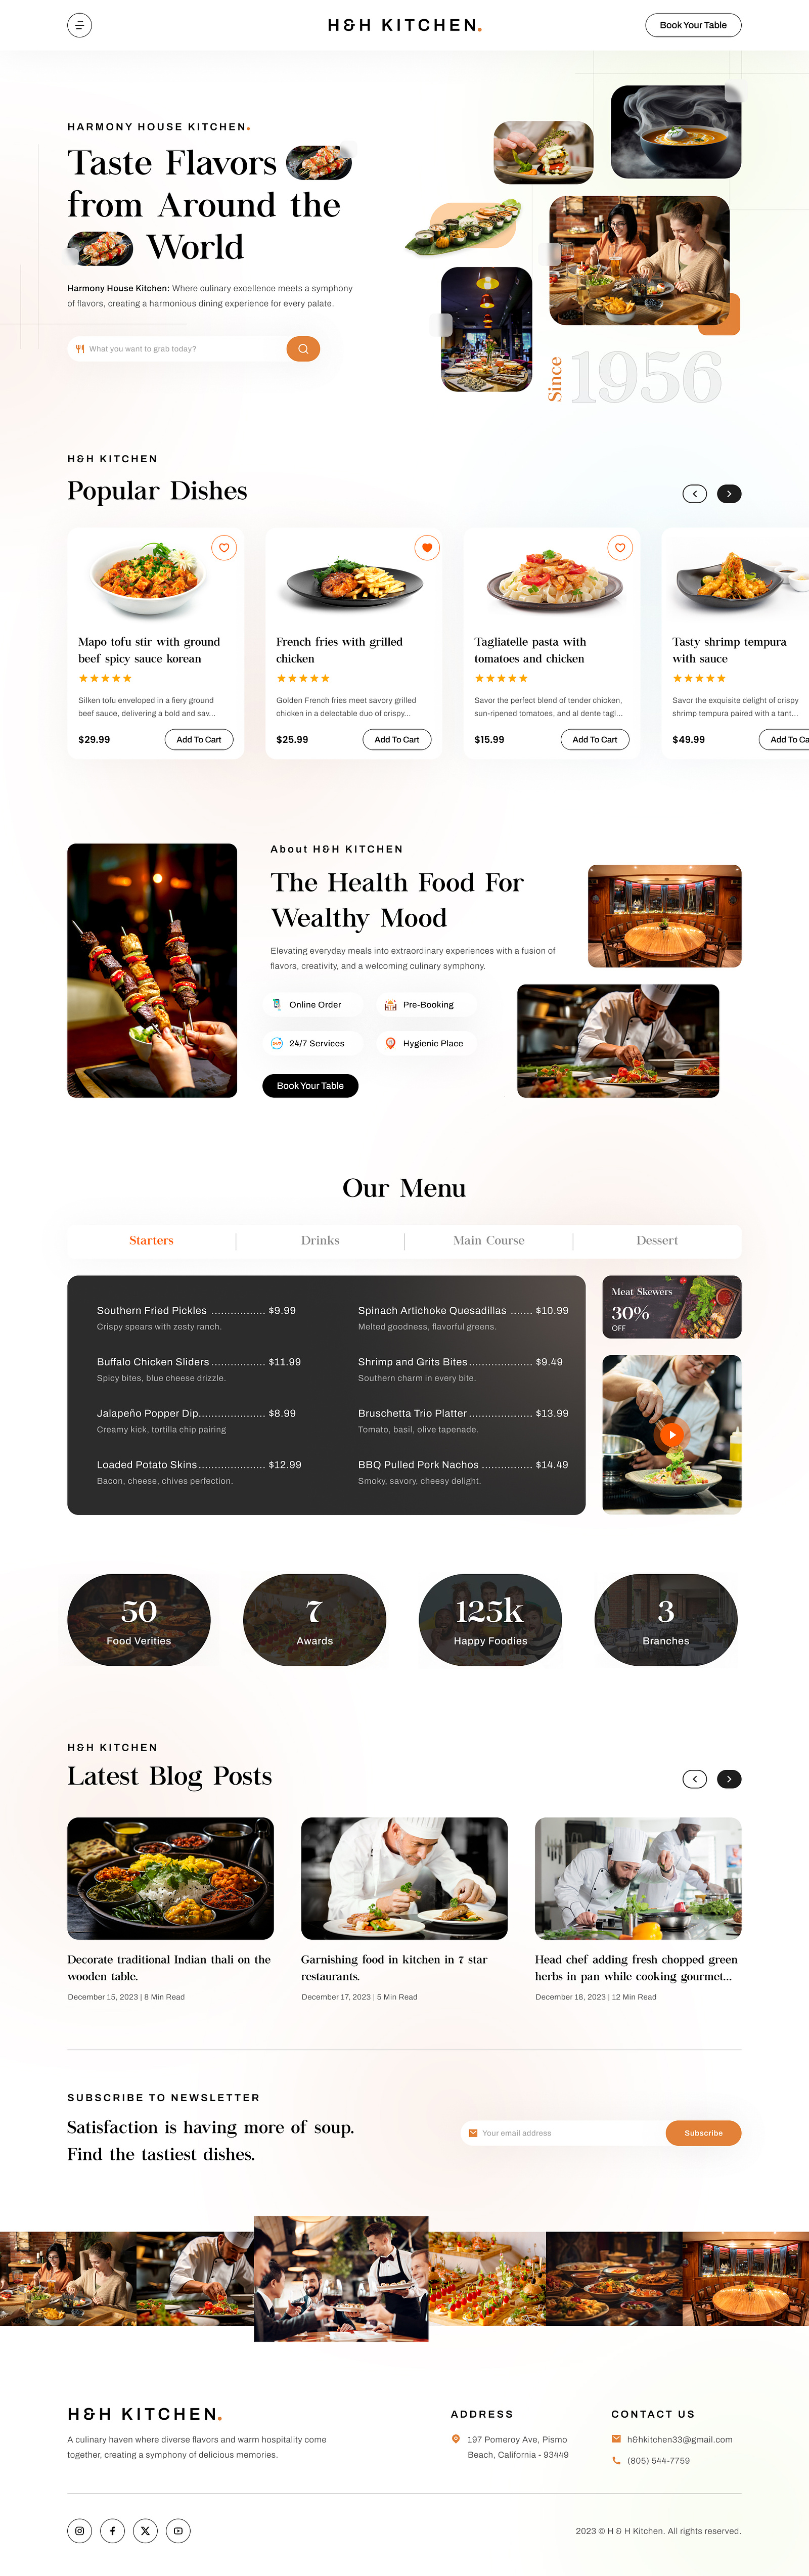 H&H KITCHEN.
Book Your Table
HARMONY HOUSE KITCHEN.
Taste Flavors
from Around the
World
Harmony House Kitchen: Where culinary excellence meets a symphony
of flavors, creating a harmonious dining experience for every palate.
What you want to grab today?
Since 1956
H&H KITCHEN
Popular Dishes
Mapo tofu stir with ground
beef spicy sauce korean
Silken tofu enveloped in a fiery ground
beef sauce, delivering a bold and sav...
$29.99
Add To Cart
French fries with grilled
chicken
Golden French fries meet savory grilled
chicken in a delectable duo of crispy...
$25.99
Add To Cart
Tagliatelle pasta with
tomatoes and chicken
Savor the perfect blend of tender chicken,
sun-ripened tomatoes, and al dente tagl...
$15.99
Add To Cart
Tasty shrimp tempura
with sauce
Savor the exquisite delight of crispy
shrimp tempura paired with a tant...
$49.99
Add To Ca
About H&H KITCHEN
The Health Food For
Wealthy Mood
Elevating everyday meals into extraordinary experiences with a fusion of
flavors, creativity, and a welcoming culinary symphony.
Online Order
Pre-Booking
24/7 Services
Hygienic Place
Book Your Table
Our Menu
Starters
Drinks
Main Course
Dessert
Southern Fried Pickles ................. $9.99
Crispy spears with zesty ranch.
Buffalo Chicken Sliders ................. $11.99
Spicy bites, blue cheese drizzle.
Jalapeño Popper Dip..................... $8.99
Creamy kick, tortilla chip pairing
Loaded Potato Skins..................... $12.99
Bacon, cheese, chives perfection.
Spinach Artichoke Quesadillas ....... $10.99
Melted goodness, flavorful greens.
Shrimp and Grits Bites.................... $9.49
Southern charm in every bite.
Bruschetta Trio Platter .................... $13.99
Tomato, basil, olive tapenade.
BBQ Pulled Pork Nachos ................ $14.49
Smoky, savory, cheesy delight.
Meat Skewers
30%
OFF
50
Food Verities
7
Awards
125k
Happy Foodies
3
Branches
H&H KITCHEN
Latest Blog Posts
Decorate traditional Indian thali on the
wooden table.
December 15, 2023 | 8 Min Read
Garnishing food in kitchen in 7 star
restaurants.
December 17, 2023 | 5 Min Read
Head chef adding fresh chopped green
herbs in pan while cooking gourmet...
December 18, 2023 | 12 Min Read
SUBSCRIBE TO NEWSLETTER
Satisfaction is having more of soup.
Find the tastiest dishes.
Your email address
Subscribe
H&H KITCHEN.
A culinary haven where diverse flavors and warm hospitality come
together, creating a symphony of delicious memories.
ADDRESS
197 Pomeroy Ave, Pismo
Beach, California - 93449
CONTACT US
h&hkitchen33@gmail.com
(805) 544-7759
2023 © H & H Kitchen. All rights reserved.